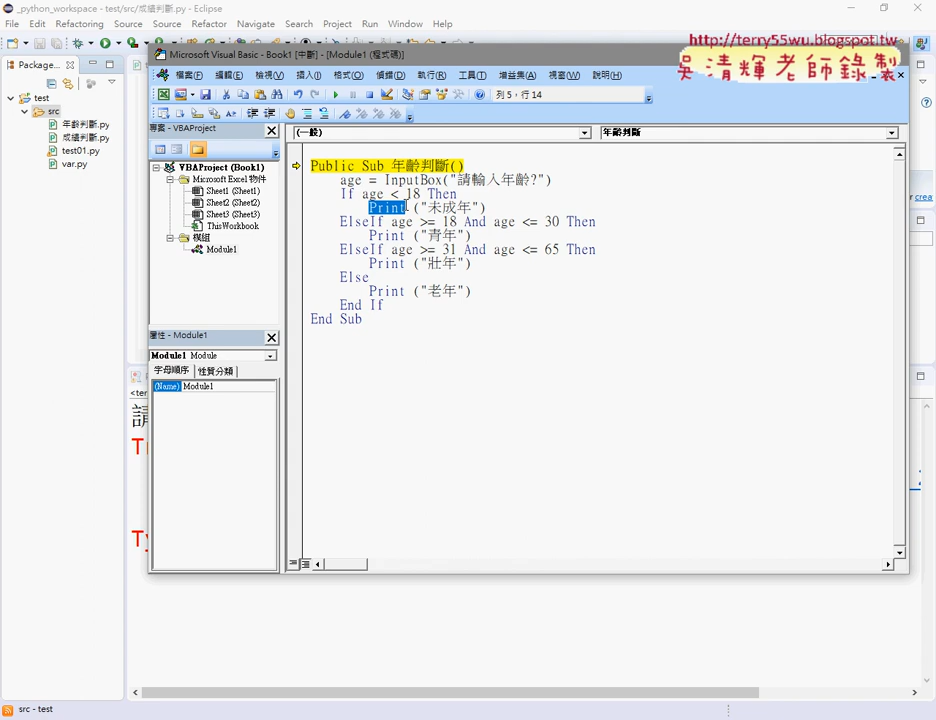 _python_workspace - test/src/成績判斷.py - Eclipse
File Edit Refactoring Source Source Refactor Navigate Search Project Run Window Help
http://terry55wu.blogspot.tw
吳清輝老師錄製
Microsoft Visual Basic - Book1 [中斷] - [Module1 (程式碼)]
檔案(F) 編輯(E) 檢視(V) 插入(I) 格式(O) 偵錯(D) 執行(R) 工具(T) 增益集(A) 視窗(W) 說明(H)
列 5，行 14
Package...
test
src
年齡判斷.py
成績判斷.py
test01.py
var.py
專案 - VBAProject
VBAProject (Book1)
Microsoft Excel 物件
Sheet1 (Sheet1)
Sheet2 (Sheet2)
Sheet3 (Sheet3)
ThisWorkbook
模組
Module1
屬性 - Module1
Module1 Module
字母順序 性質分類
(Name) Module1
(一般) 年齡判斷
Public Sub 年齡判斷()
age = InputBox("請輸入年齡?")
If age < 18 Then
Print ("未成年")
ElseIf age >= 18 And age <= 30 Then
Print ("青年")
ElseIf age >= 31 And age <= 65 Then
Print ("壯年")
Else
Print ("老年")
End If
End Sub
<ter
src - test